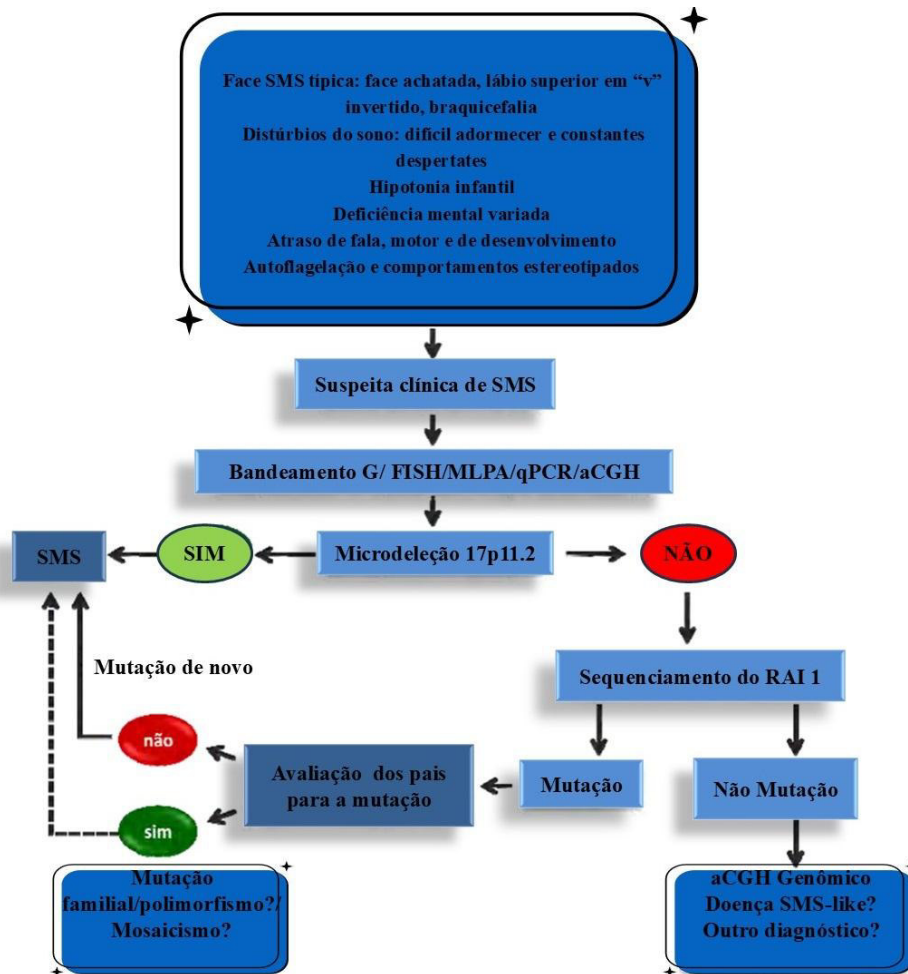 Face SMS típica: face achatada, lábio superior em “v”
invertido, braquicefalia
Distúrbios do sono: difícil adormecer e constantes
despertates
Hipotonia infantil
Deficiência mental variada
Atraso de fala, motor e de desenvolvimento
Autoflagelação e comportamentos estereotipados
Suspeita clínica de SMS
Bandeamento G/ FISH/MLPA/qPCR/aCGH
SMS
SIM
Microdeleção 17p11.2
NÃO
Mutação de novo
Sequenciamento do RAI 1
não
Avaliação dos pais
para a mutação
Mutação
Não Mutação
sim
Mutação
familial/polimorfismo?/
Mosaicismo?
aCGH Genômico
Doença SMS-like?
Outro diagnóstico?